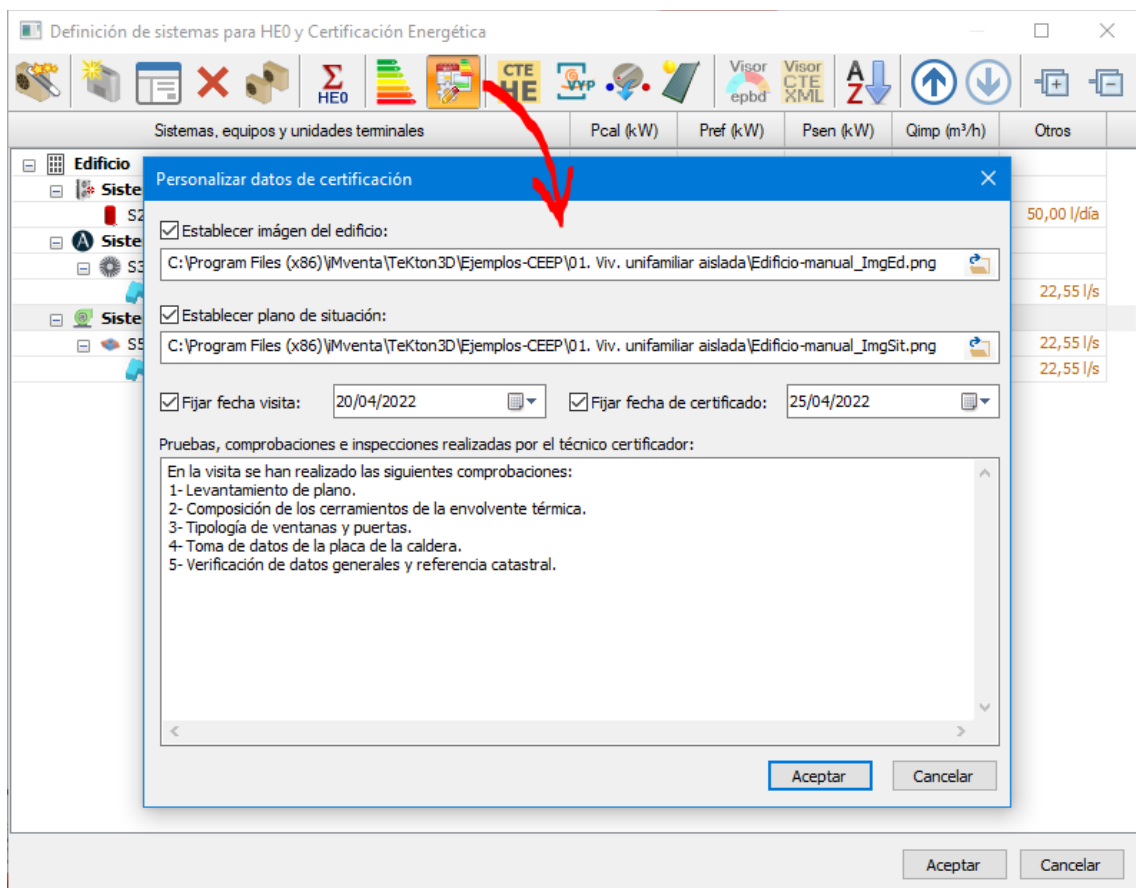 Definición de sistemas para HE0 y Certificación Energética
Σ
HE0
CTE
HE
VYP
Visor
epbd
Visor
CTE
XML
A
Z
Sistemas, equipos y unidades terminales Pcal (kW) Pref (kW) Psen (kW) Qimp (m³/h) Otros
Edificio
Siste
S2 50,00 l/día
A Siste
S3
22,55 l/s
Siste
S5 22,55 l/s
22,55 l/s
Personalizar datos de certificación
Establecer imágen del edificio:
C:\Program Files (x86)\iMventa\TeKton3D\Ejemplos-CEEP\01. Viv. unifamiliar aislada\Edificio-manual_ImgEd.png
Establecer plano de situación:
C:\Program Files (x86)\iMventa\TeKton3D\Ejemplos-CEEP\01. Viv. unifamiliar aislada\Edificio-manual_ImgSit.png
Fijar fecha visita: 20/04/2022 Fijar fecha de certificado: 25/04/2022
Pruebas, comprobaciones e inspecciones realizadas por el técnico certificador:
En la visita se han realizado las siguientes comprobaciones:
1- Levantamiento de plano.
2- Composición de los cerramientos de la envolvente térmica.
3- Tipología de ventanas y puertas.
4- Toma de datos de la placa de la caldera.
5- Verificación de datos generales y referencia catastral.
Aceptar Cancelar
Aceptar Cancelar